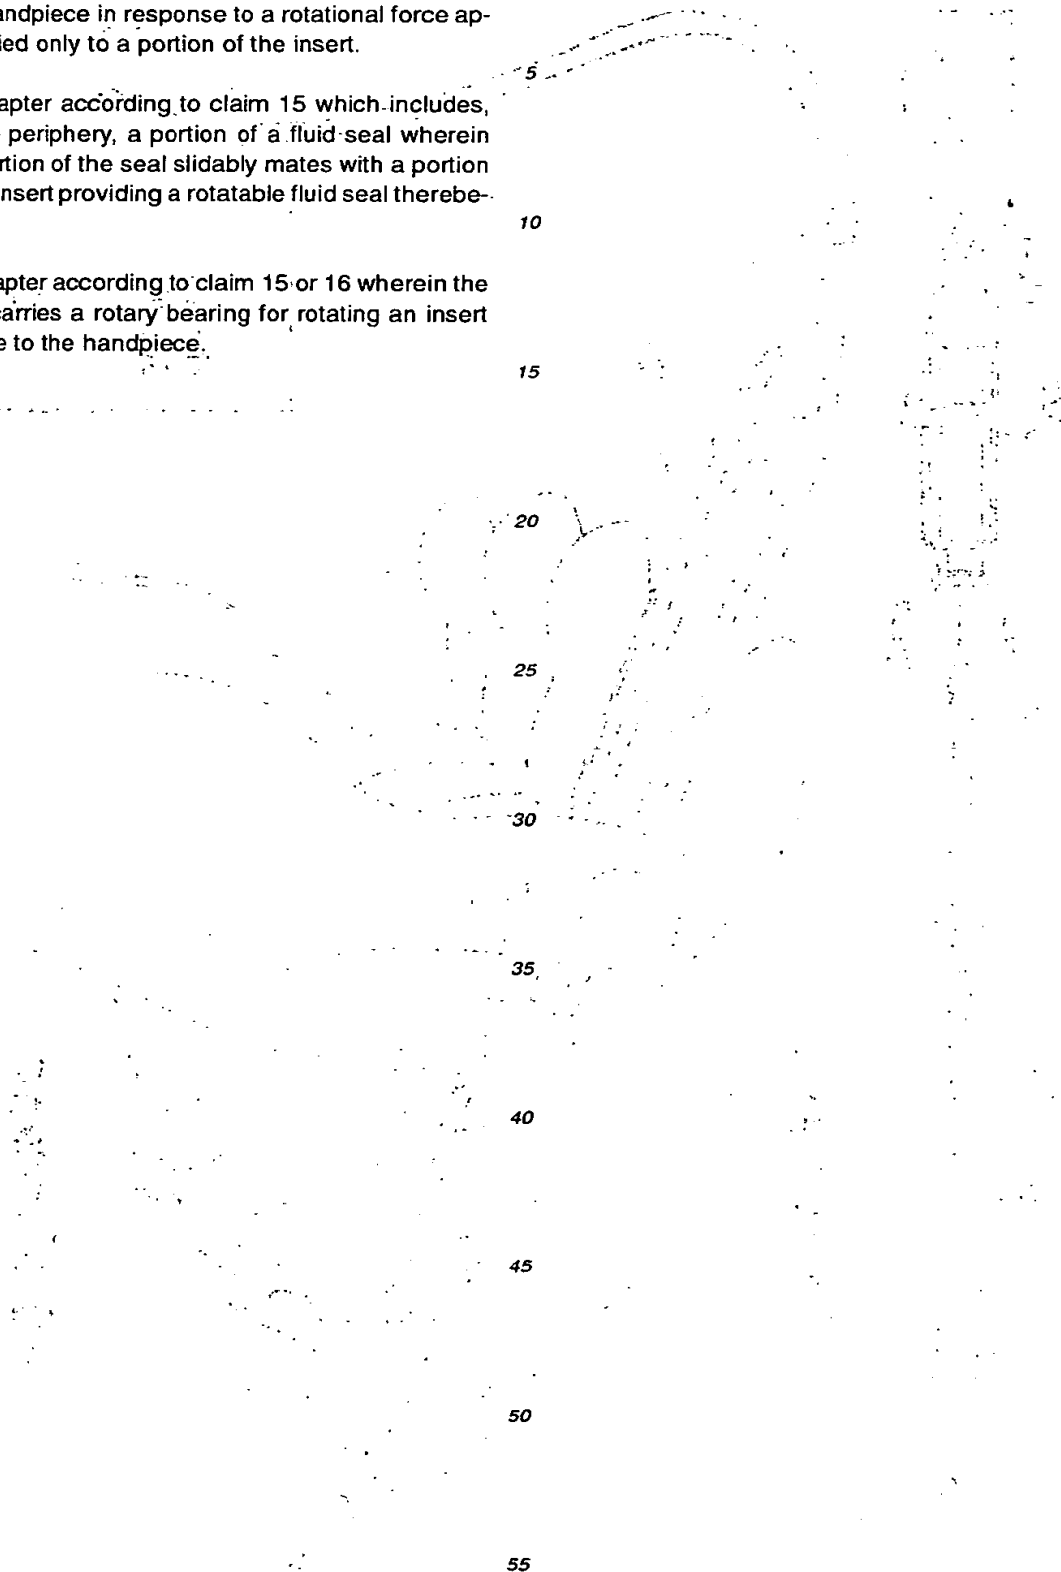 andpiece in response to a rotational force ap-
ied only to a portion of the insert.
5
apter according to claim 15 which includes,
periphery, a portion of a fluid seal wherein
rtion of the seal slidably mates with a portion
nsert providing a rotatable fluid seal therebe-
10
apter according to claim 15 or 16 wherein the
carries a rotary bearing for rotating an insert
e to the handpiece.
15
20
25
30
35
40
45
50
55